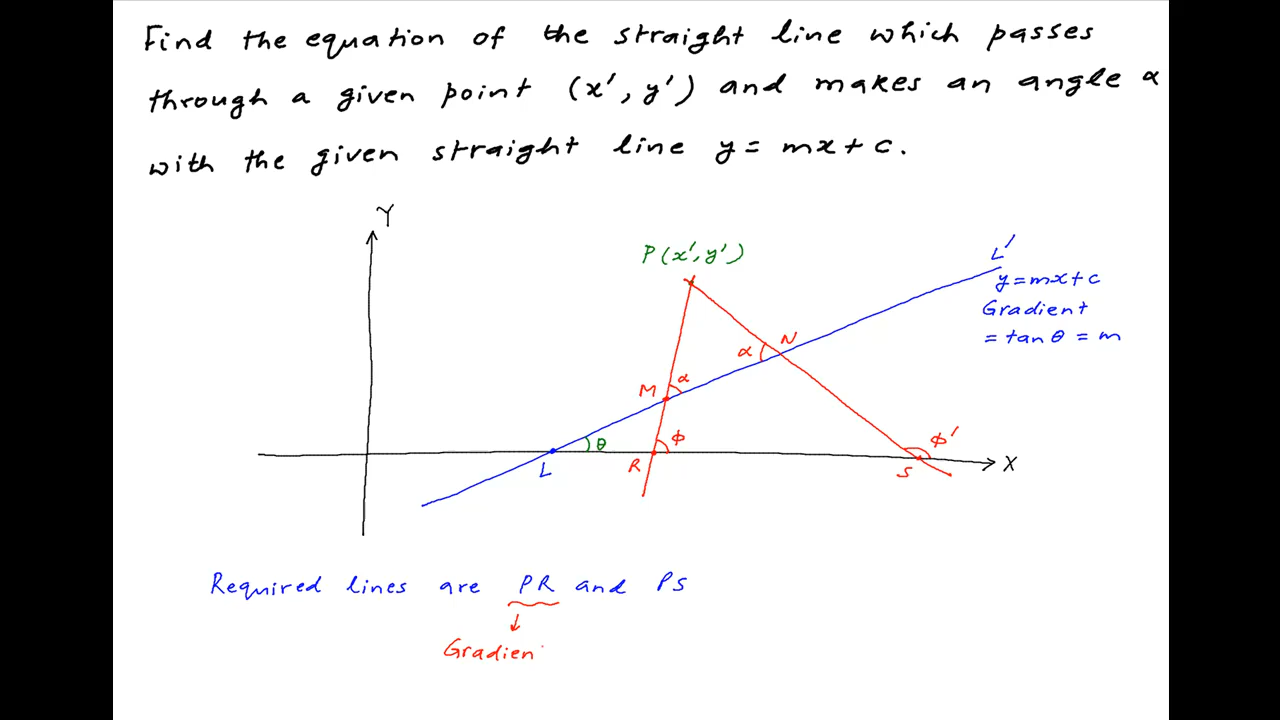 Find the equation of the straight line which passes
through a given point (x', y') and makes an angle α
with the given straight line y = mx + c.
Y
P(x', y')
L'
y = mx + c
Gradient
= tan θ = m
N
α
M
α
θ
φ
φ'
L
R
S
X
Required lines are PR and PS
↓
Gradien